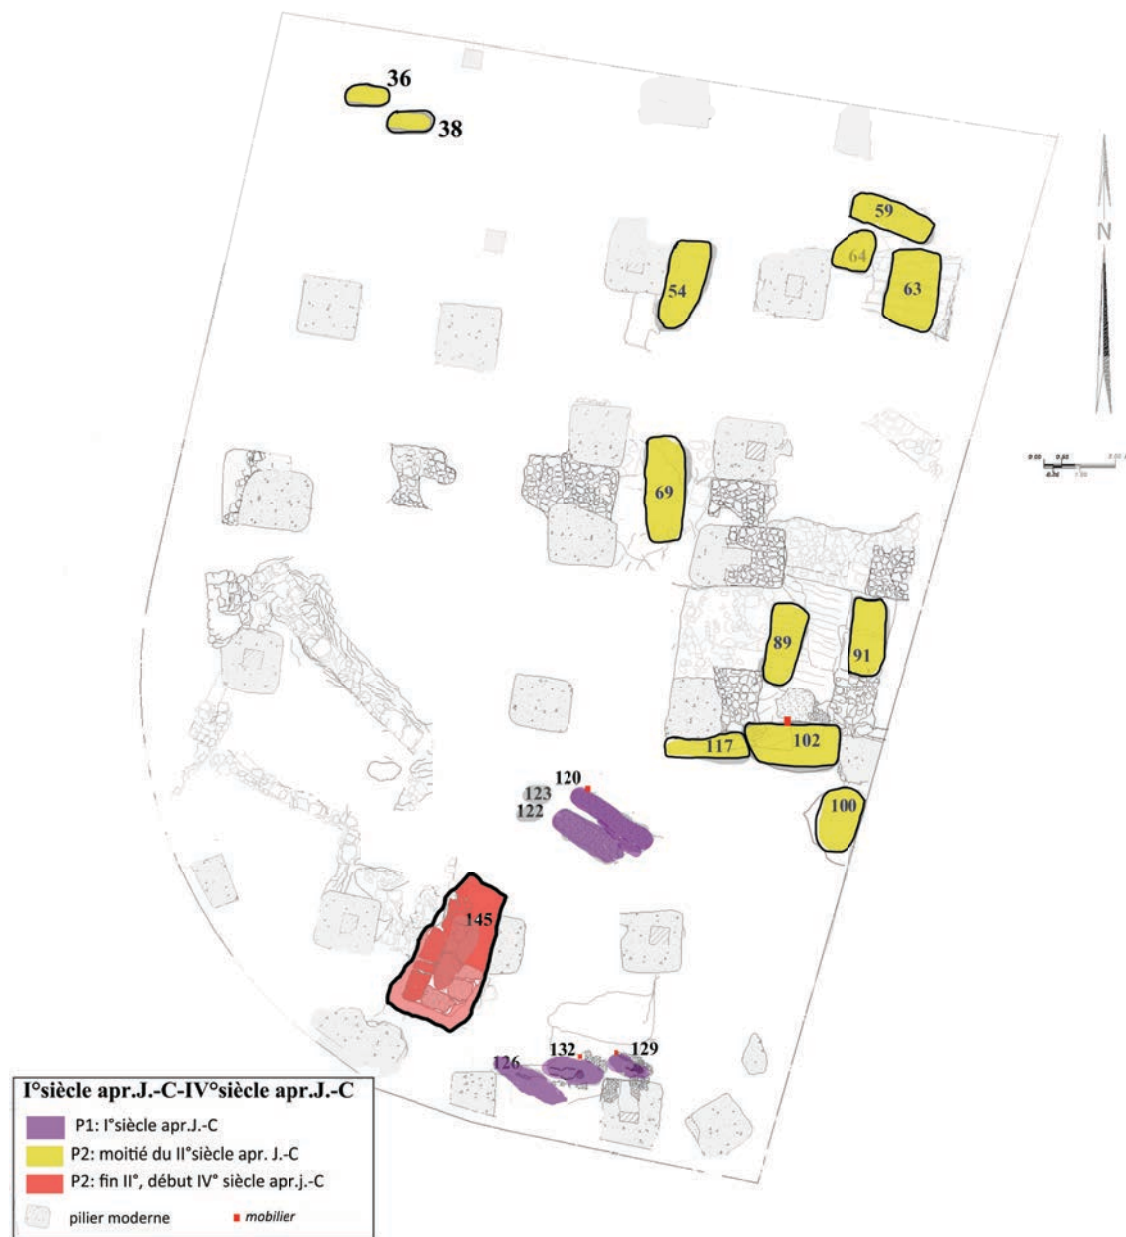 36
38
59
64
N
54
63
69
89
91
117
102
120
123
122
100
145
132
129
126
I°siècle apr.J.-C-IV°siècle apr.J.-C
P1: I°siècle apr.J.-C
P2: moitié du II°siècle apr. J.-C
P2: fin II°, début IV° siècle apr.j.-C
pilier moderne
mobilier